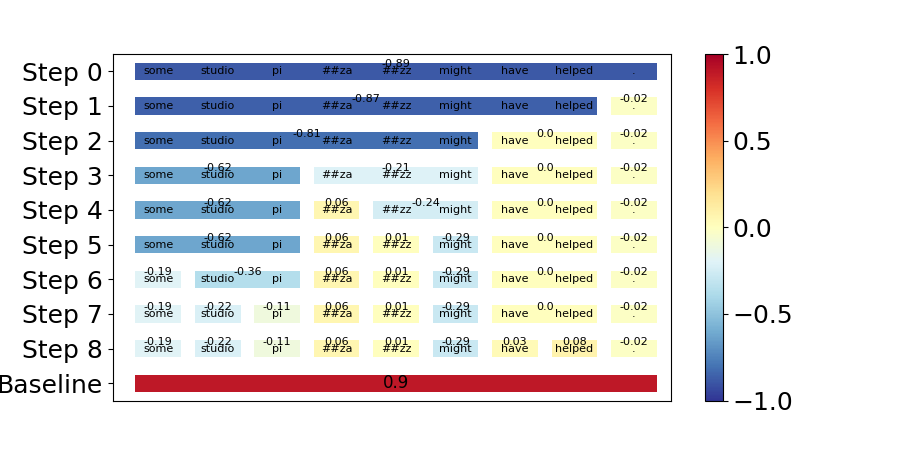 -0.89
Step 0 some studio pi ##za ##zz might have helped .
-0.87 -0.02
Step 1 some studio pi ##za ##zz might have helped .
-0.81 0.0 -0.02
Step 2 some studio pi ##za ##zz might have helped .
-0.62 -0.21 0.0 -0.02
Step 3 some studio pi ##za ##zz might have helped .
-0.62 0.06 -0.24 0.0 -0.02
Step 4 some studio pi ##za ##zz might have helped .
-0.62 0.06 0.01 -0.29 0.0 -0.02
Step 5 some studio pi ##za ##zz might have helped .
-0.19 -0.36 0.06 0.01 -0.29 0.0 -0.02
Step 6 some studio pi ##za ##zz might have helped .
-0.19 -0.22 -0.11 0.06 0.01 -0.29 0.0 -0.02
Step 7 some studio pi ##za ##zz might have helped .
-0.19 -0.22 -0.11 0.06 0.01 -0.29 0.03 0.08 -0.02
Step 8 some studio pi ##za ##zz might have helped .
Baseline 0.9
1.0
0.5
0.0
−0.5
−1.0